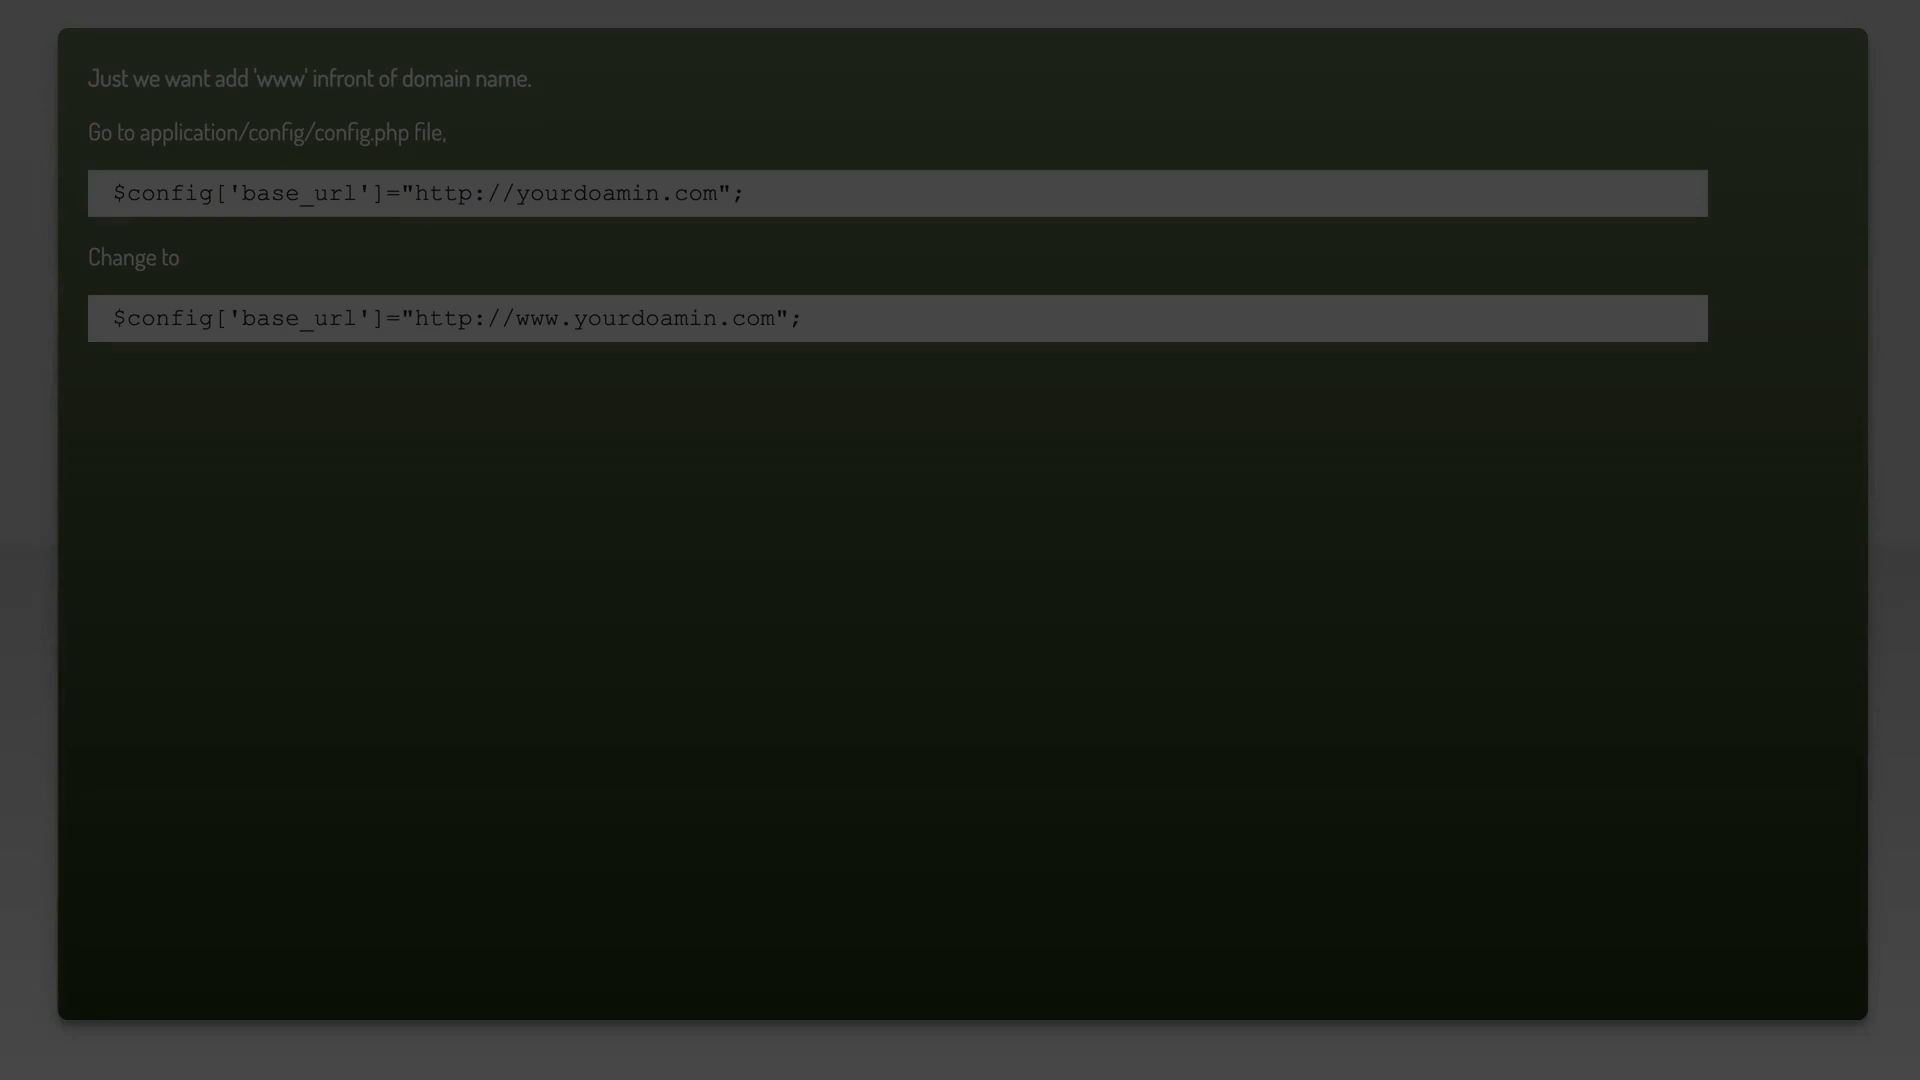 Just we want add 'www' infront of domain name.
Go to application/config/config.php file,
$config['base_url']="http://yourdoamin.com";
Change to
$config['base_url']="http://www.yourdoamin.com";